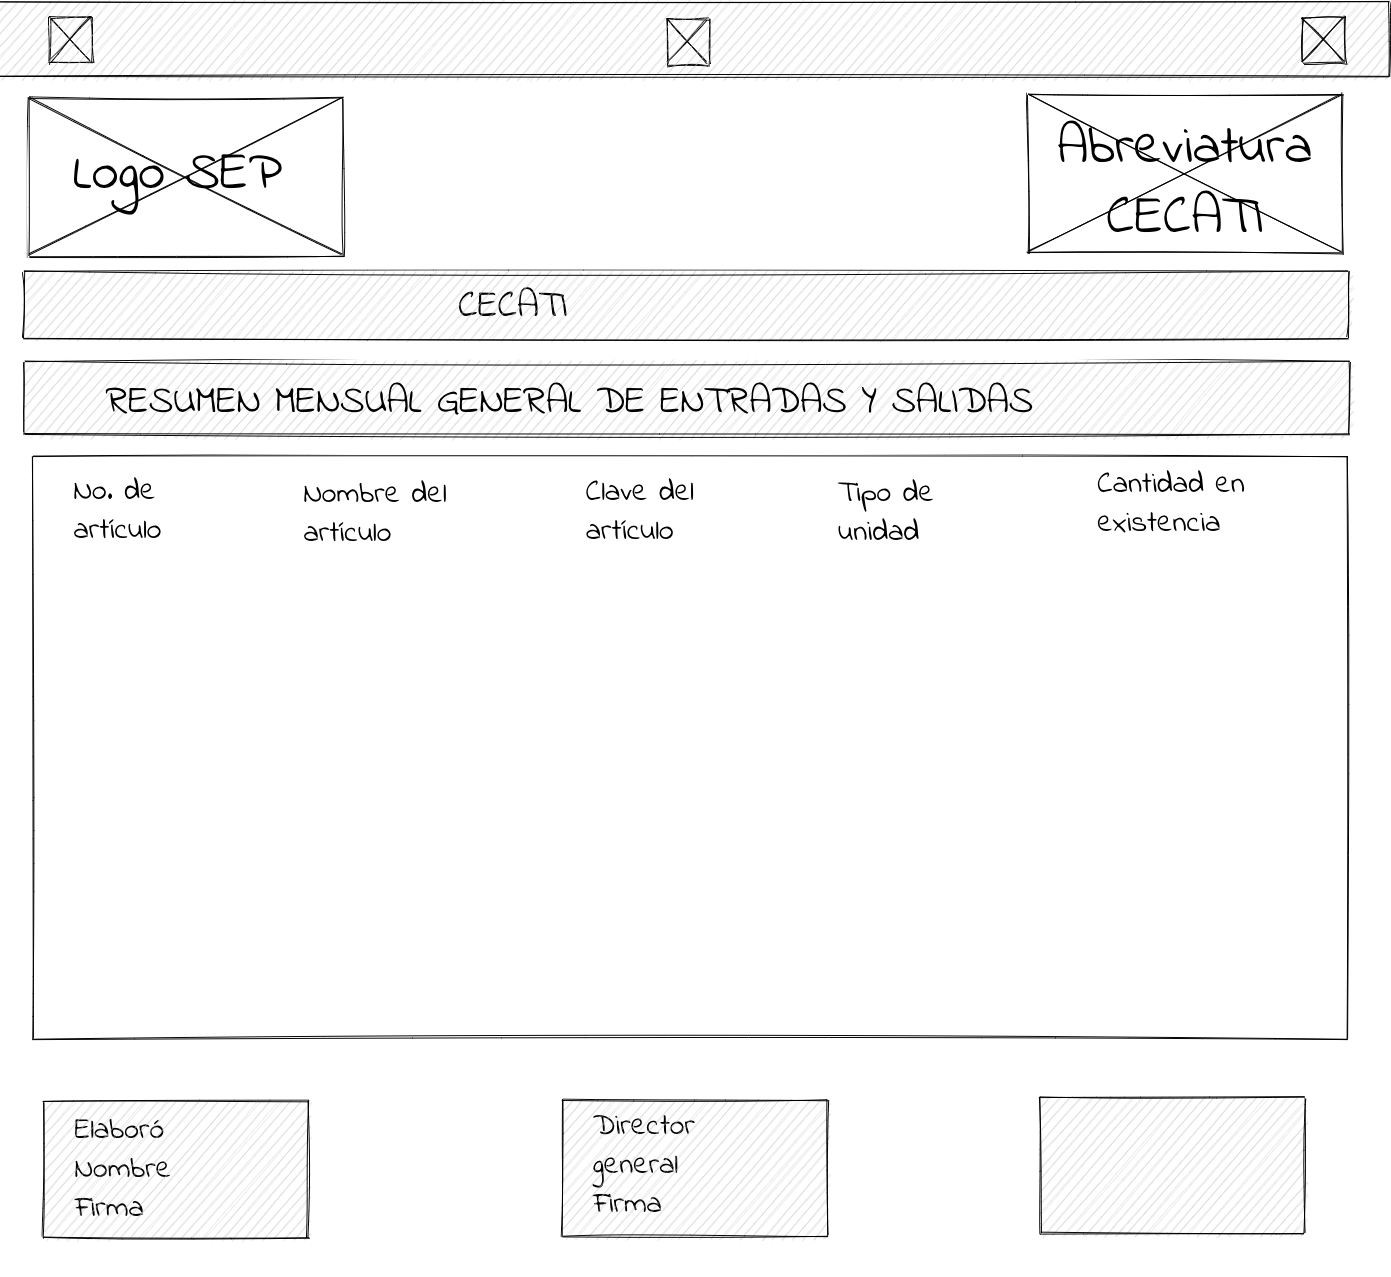 Logo SEP
Abreviatura
CECATI
CECATI
RESUMEN MENSUAL GENERAL DE ENTRADAS Y SALIDAS
No. de
artículo
Nombre del
artículo
Clave del
artículo
Tipo de
unidad
Cantidad en
existencia
Elaboró
Nombre
Firma
Director
general
Firma